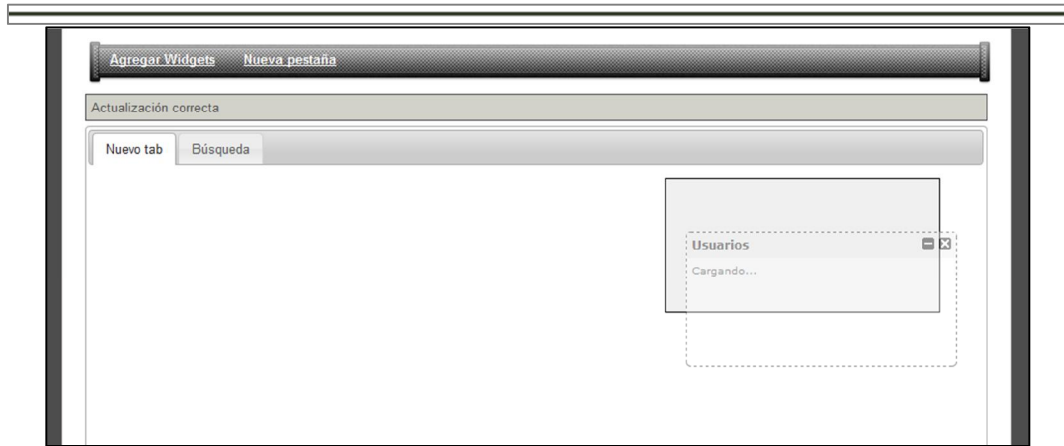 Agregar Widgets Nueva pestaña
Actualización correcta
Nuevo tab Búsqueda
Usuarios
Cargando...